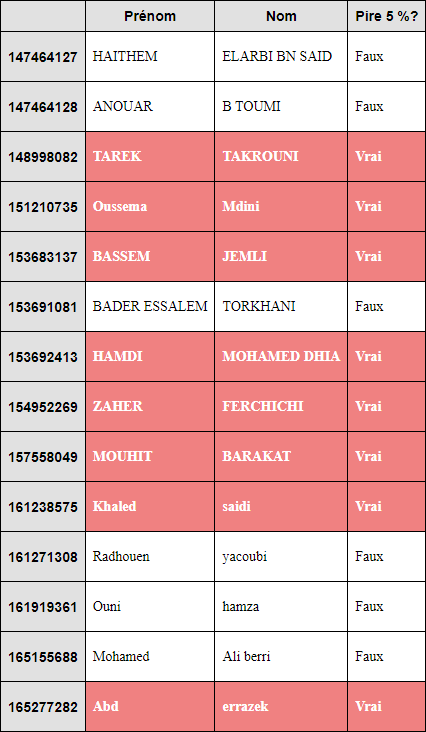 Prénom Nom Pire 5 %?
147464127 HAITHEM ELARBI BN SAID Faux
147464128 ANOUAR B TOUMI Faux
148998082 TAREK TAKROUNI Vrai
151210735 Oussema Mdini Vrai
153683137 BASSEM JEMLI Vrai
153691081 BADER ESSALEM TORKHANI Faux
153692413 HAMDI MOHAMED DHIA Vrai
154952269 ZAHER FERCHICHI Vrai
157558049 MOUHIT BARAKAT Vrai
161238575 Khaled saidi Vrai
161271308 Radhouen yacoubi Faux
161919361 Ouni hamza Faux
165155688 Mohamed Ali berri Faux
165277282 Abd errazek Vrai